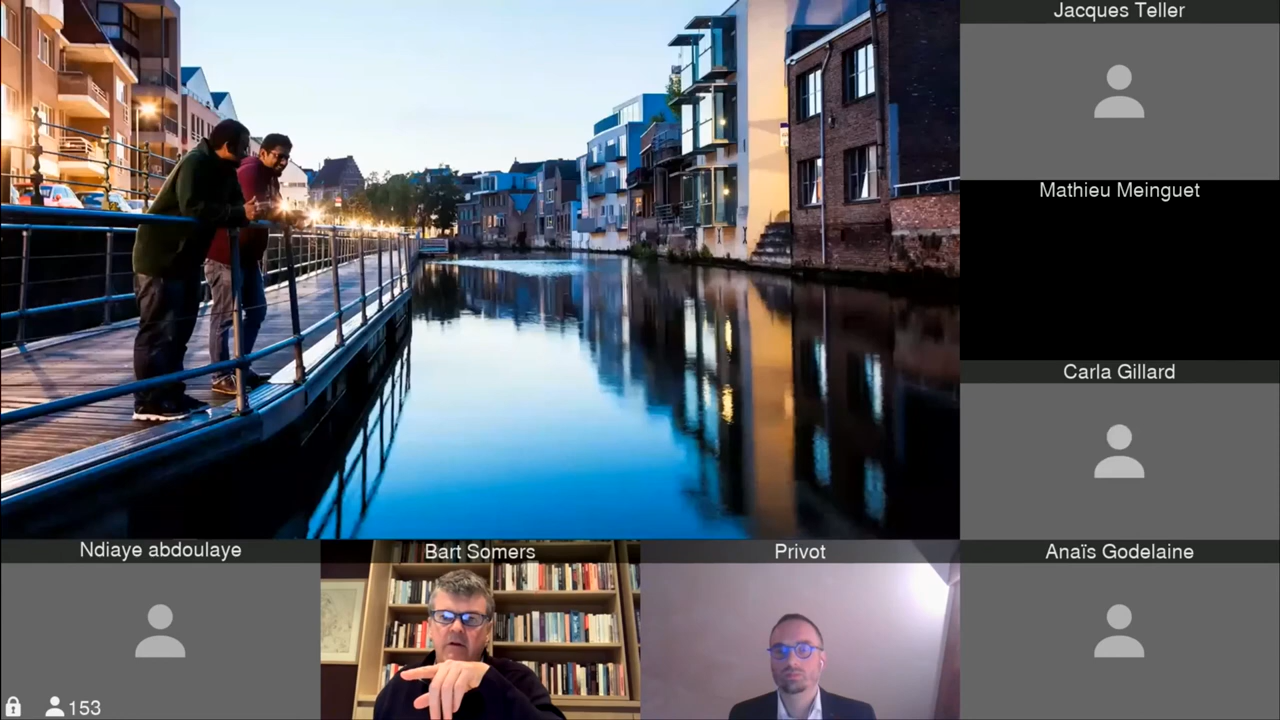 Jacques Teller
Mathieu Meinguet
Carla Gillard
Ndiaye abdoulaye
Bart Somers
Privot
Anaïs Godelaine
153